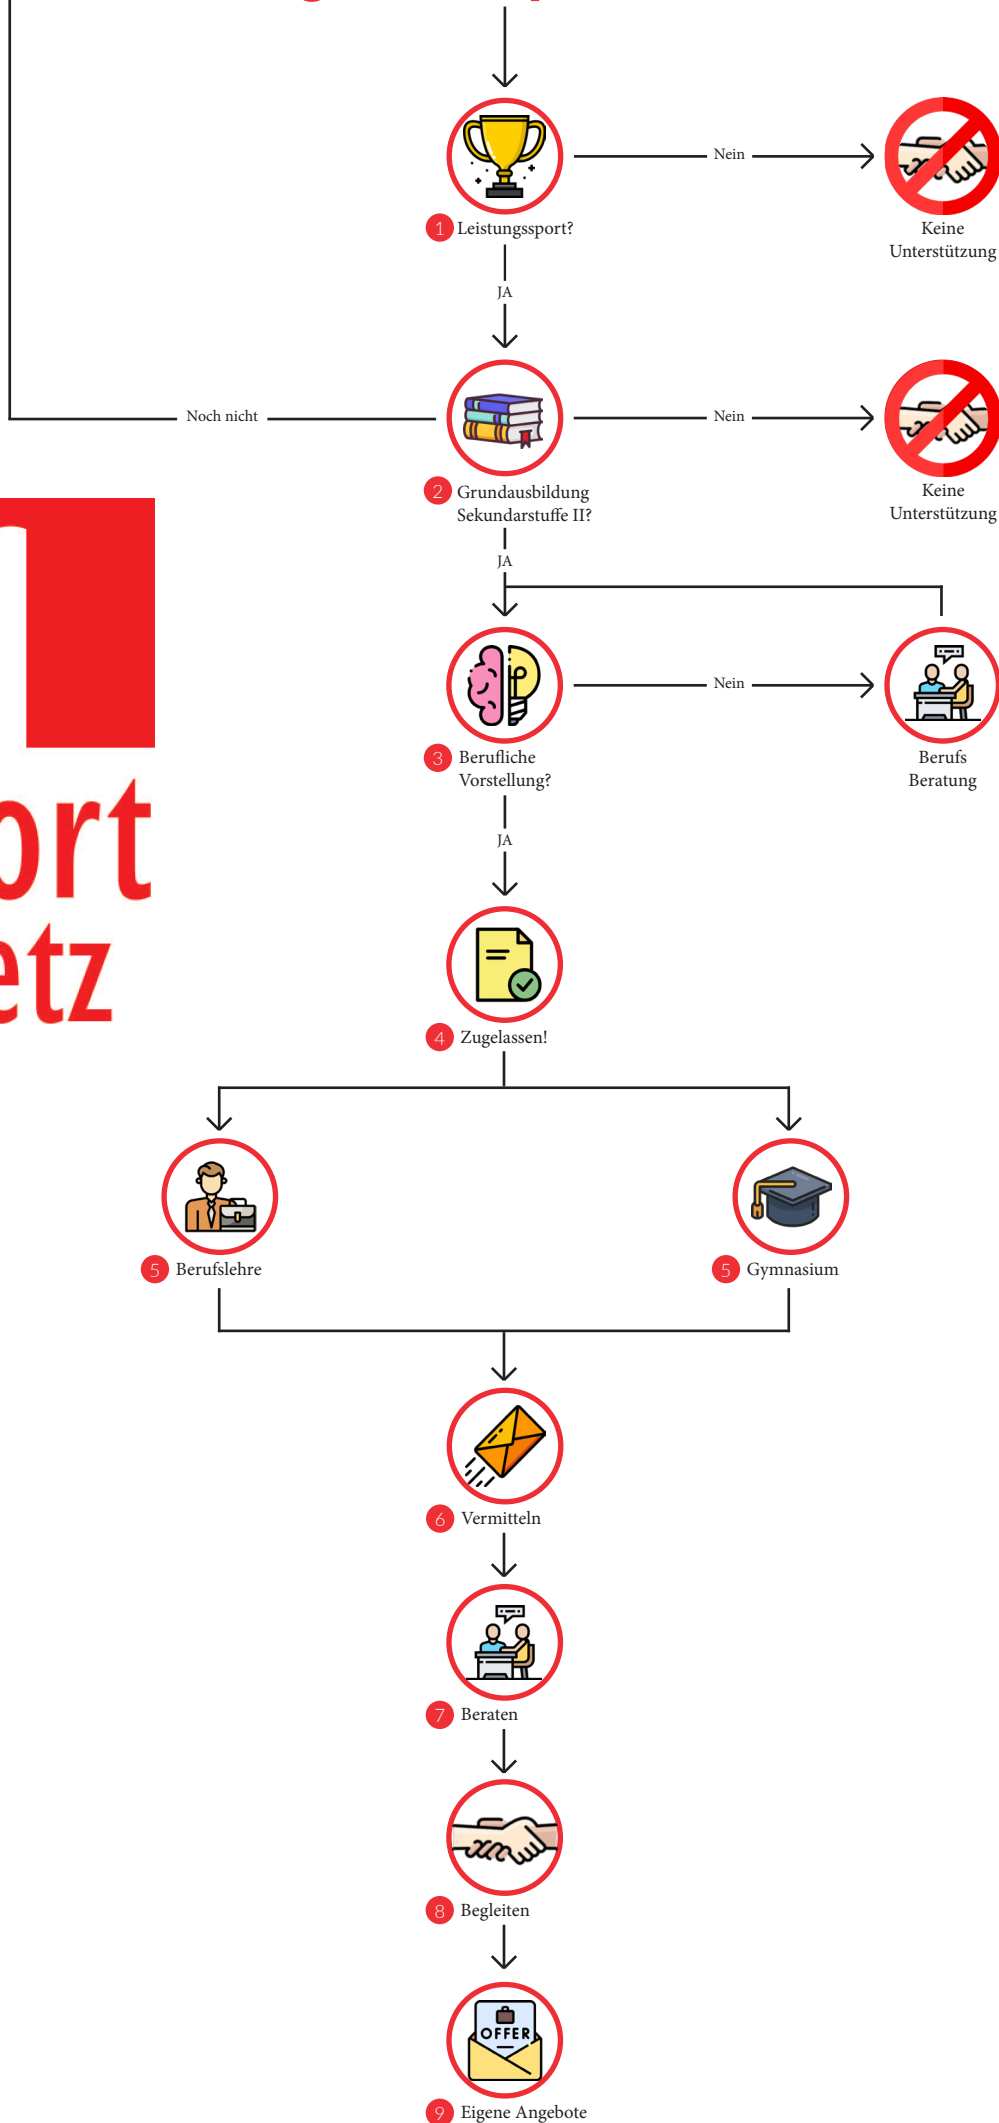 Nein
1 Leistungssport?
Keine
Unterstützung
JA
Noch nicht
Nein
2 Grundausbildung
Sekundarstuffe II?
Keine
Unterstützung
JA
Nein
3 Berufliche
Vorstellung?
Berufs
Beratung
ort
etz
JA
4 Zugelassen!
5 Berufslehre
5 Gymnasium
6 Vermitteln
7 Beraten
8 Begleiten
OFFER
9 Eigene Angebote